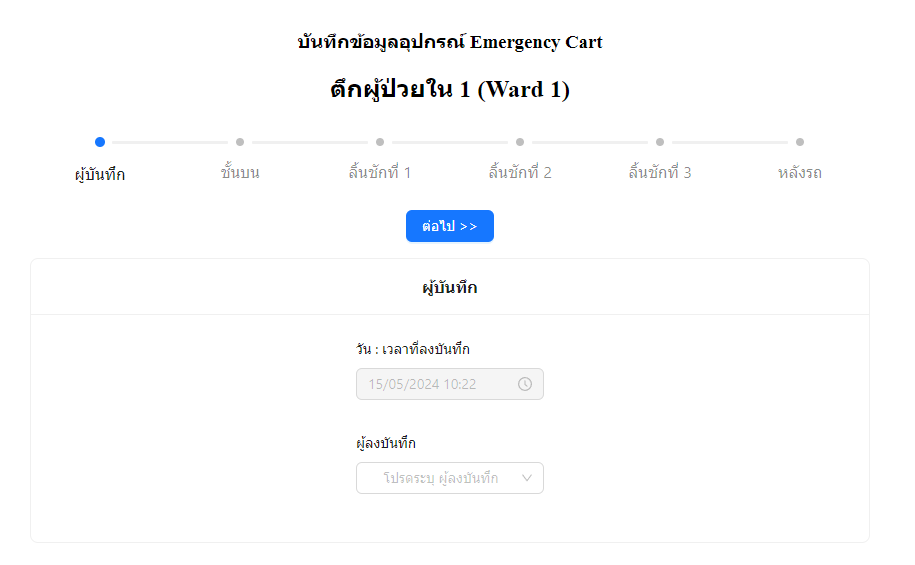 บันทึกข้อมูลอุปกรณ์ Emergency Cart
ตึกผู้ป่วยใน 1 (Ward 1)
ผู้บันทึก ชั้นบน ลิ้นชักที่ 1 ลิ้นชักที่ 2 ลิ้นชักที่ 3 หลังรถ
ต่อไป >>
ผู้บันทึก
วัน : เวลาที่ลงบันทึก
15/05/2024 10:22
ผู้ลงบันทึก
โปรดระบุ ผู้ลงบันทึก